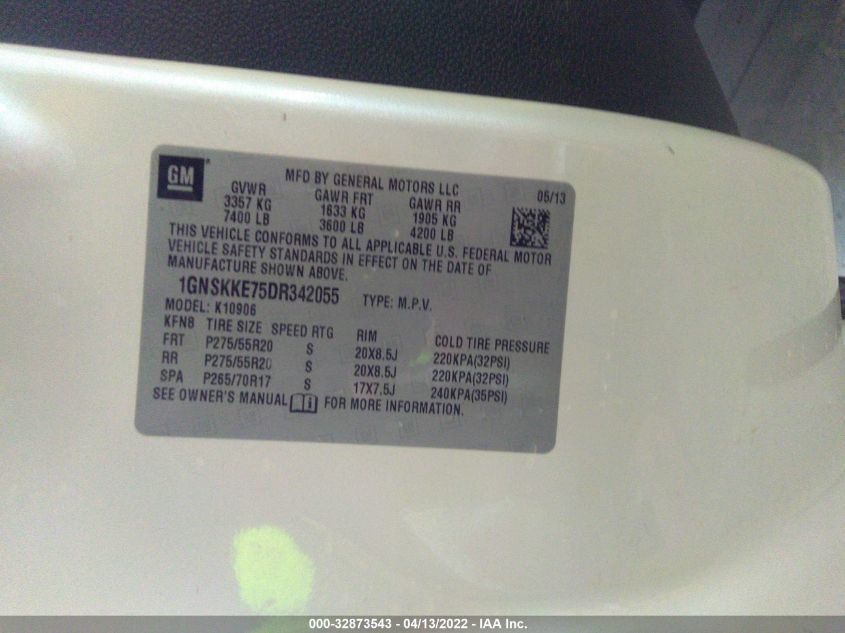 GM
MFD BY GENERAL MOTORS LLC
05/13
GVWR GAWR FRT GAWR RR
3357 KG 1633 KG 1905 KG
7400 LB 3600 LB 4200 LB
THIS VEHICLE CONFORMS TO ALL APPLICABLE U.S. FEDERAL MOTOR
VEHICLE SAFETY STANDARDS IN EFFECT ON THE DATE OF
MANUFACTURE SHOWN ABOVE.
1GNSKKE75DR342055 TYPE: M.P.V.
MODEL: K10906
KFN8 TIRE SIZE SPEED RTG RIM COLD TIRE PRESSURE
FRT P275/55R20 S 20X8.5J 220KPA(32PSI)
RR P275/55R20 S 20X8.5J 220KPA(32PSI)
SPA P265/70R17 S 17X7.5J 240KPA(35PSI)
SEE OWNER'S MANUAL FOR MORE INFORMATION.
000-32873543 - 04/13/2022 - IAA Inc.